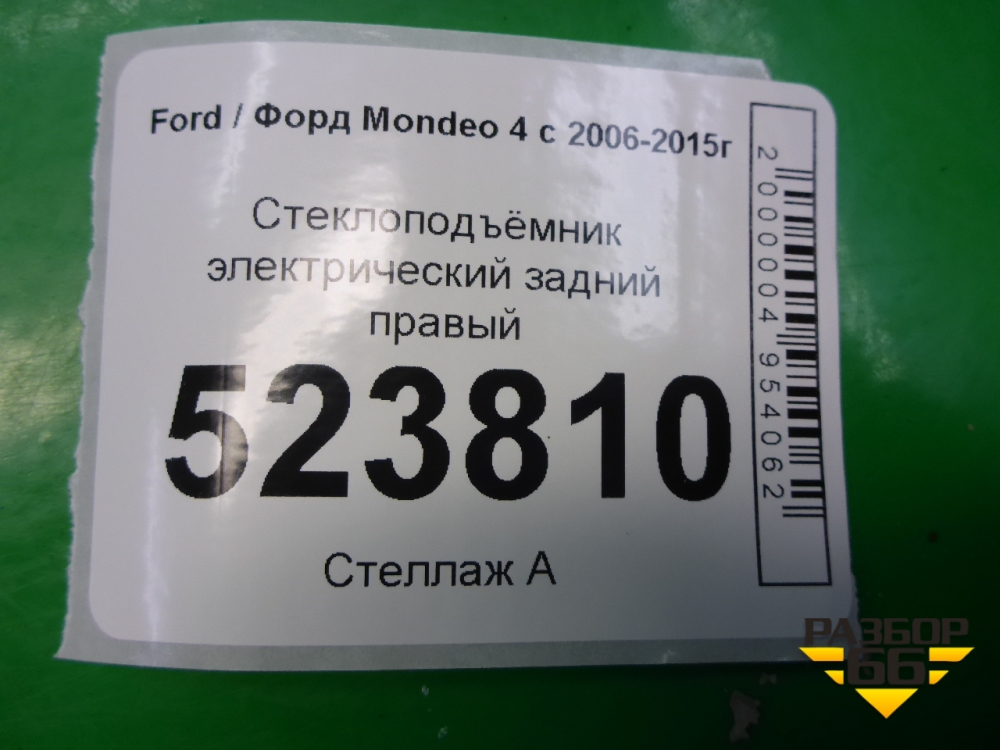 Ford / Форд Mondeo 4 с 2006-2015г
Стеклоподъёмник
электрический задний
правый
523810
Стеллаж А
2000004954062
РАЗБОР
66